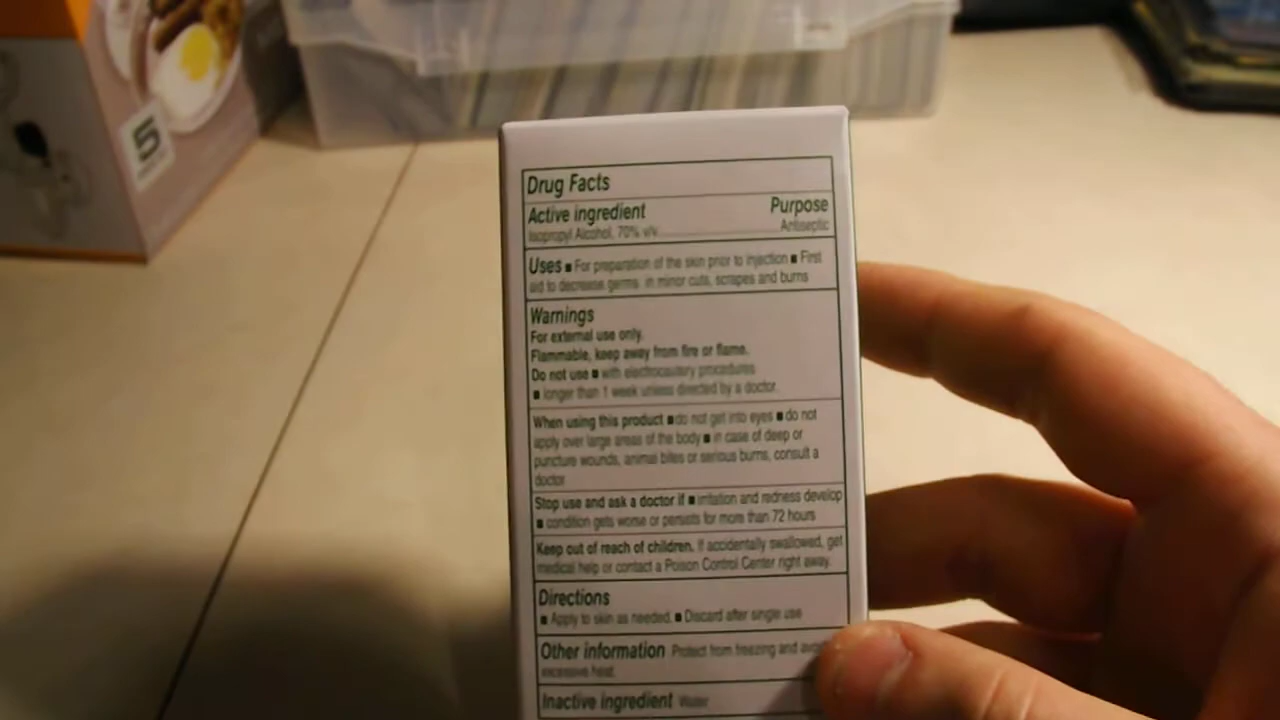 5
Drug Facts
Active ingredient Purpose
Isopropyl Alcohol, 70% v/v Antiseptic
Uses ■ For preparation of the skin prior to injection ■ First
aid to decrease germs in minor cuts, scrapes and burns
Warnings
For external use only.
Flammable, keep away from fire or flame.
Do not use ■ with electrocautery procedures
■ longer than 1 week unless directed by a doctor.
When using this product ■ do not get into eyes ■ do not
apply over large areas of the body ■ in case of deep or
puncture wounds, animal bites or serious burns, consult a
doctor
Stop use and ask a doctor if ■ irritation and redness develop
■ condition gets worse or persists for more than 72 hours
Keep out of reach of children. If accidentally swallowed, get
medical help or contact a Poison Control Center right away.
Directions
■ Apply to skin as needed. ■ Discard after single use
Other information Protect from freezing and avoid
excessive heat
Inactive ingredient Water